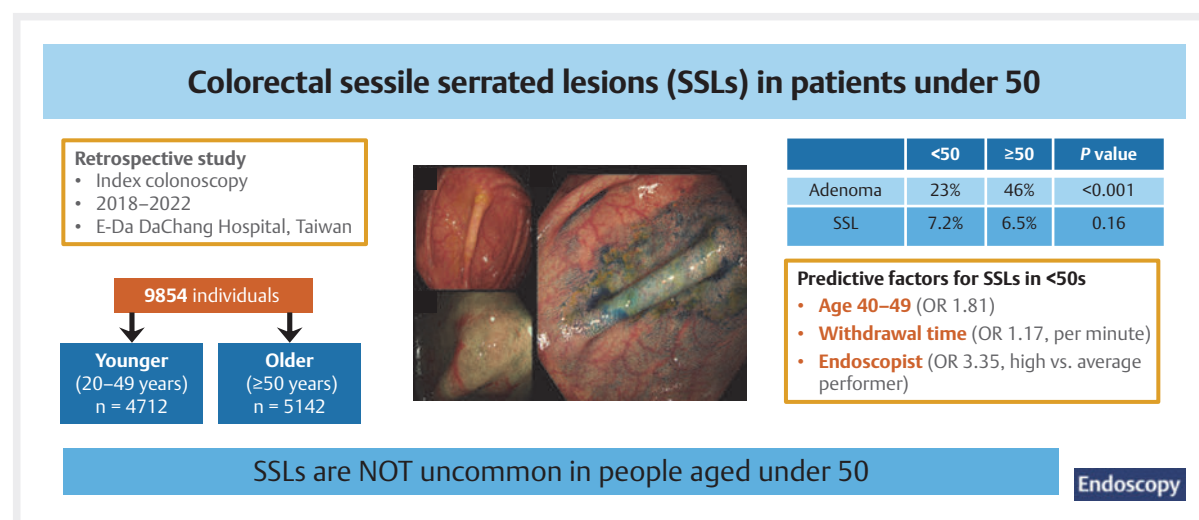 Colorectal sessile serrated lesions (SSLs) in patients under 50
Retrospective study
• Index colonoscopy
• 2018–2022
• E-Da DaChang Hospital, Taiwan
9854 individuals
Younger
(20–49 years)
n = 4712
Older
(≥50 years)
n = 5142
<50 ≥50 P value
Adenoma 23% 46% <0.001
SSL 7.2% 6.5% 0.16
Predictive factors for SSLs in <50s
• Age 40–49 (OR 1.81)
• Withdrawal time (OR 1.17, per minute)
• Endoscopist (OR 3.35, high vs. average
performer)
SSLs are NOT uncommon in people aged under 50
Endoscopy